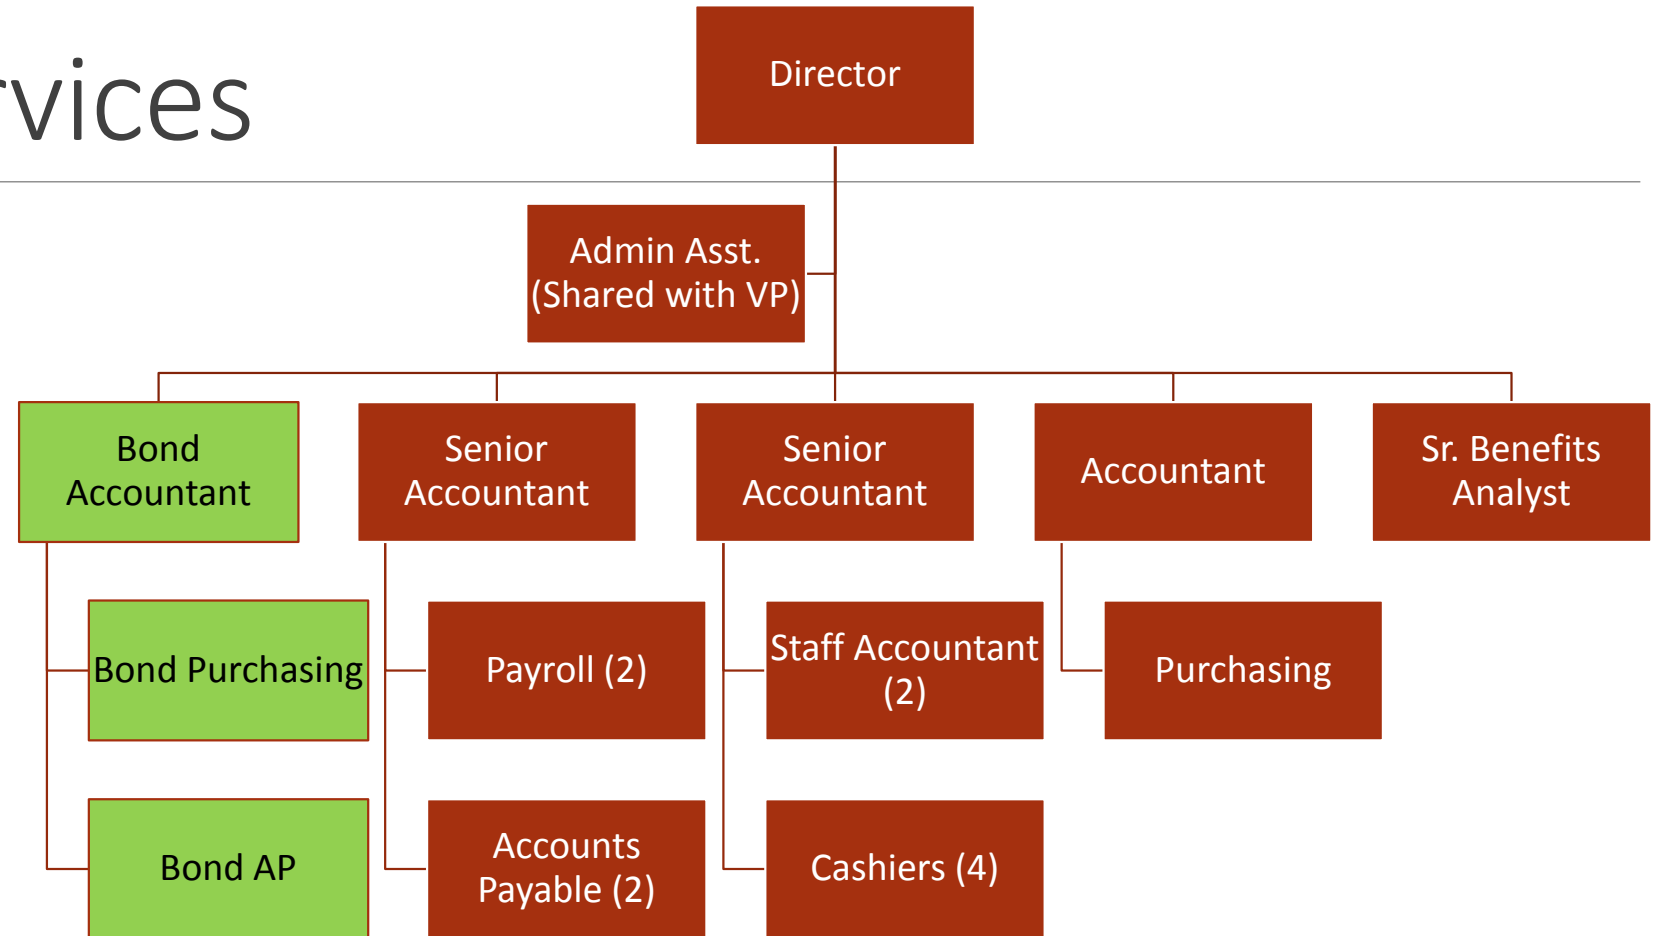 rvices
Director
Admin Asst.
(Shared with VP)
Bond
Accountant
Senior
Accountant
Senior
Accountant
Accountant
Sr. Benefits
Analyst
Bond Purchasing
Payroll (2)
Staff Accountant
(2)
Purchasing
Bond AP
Accounts
Payable (2)
Cashiers (4)